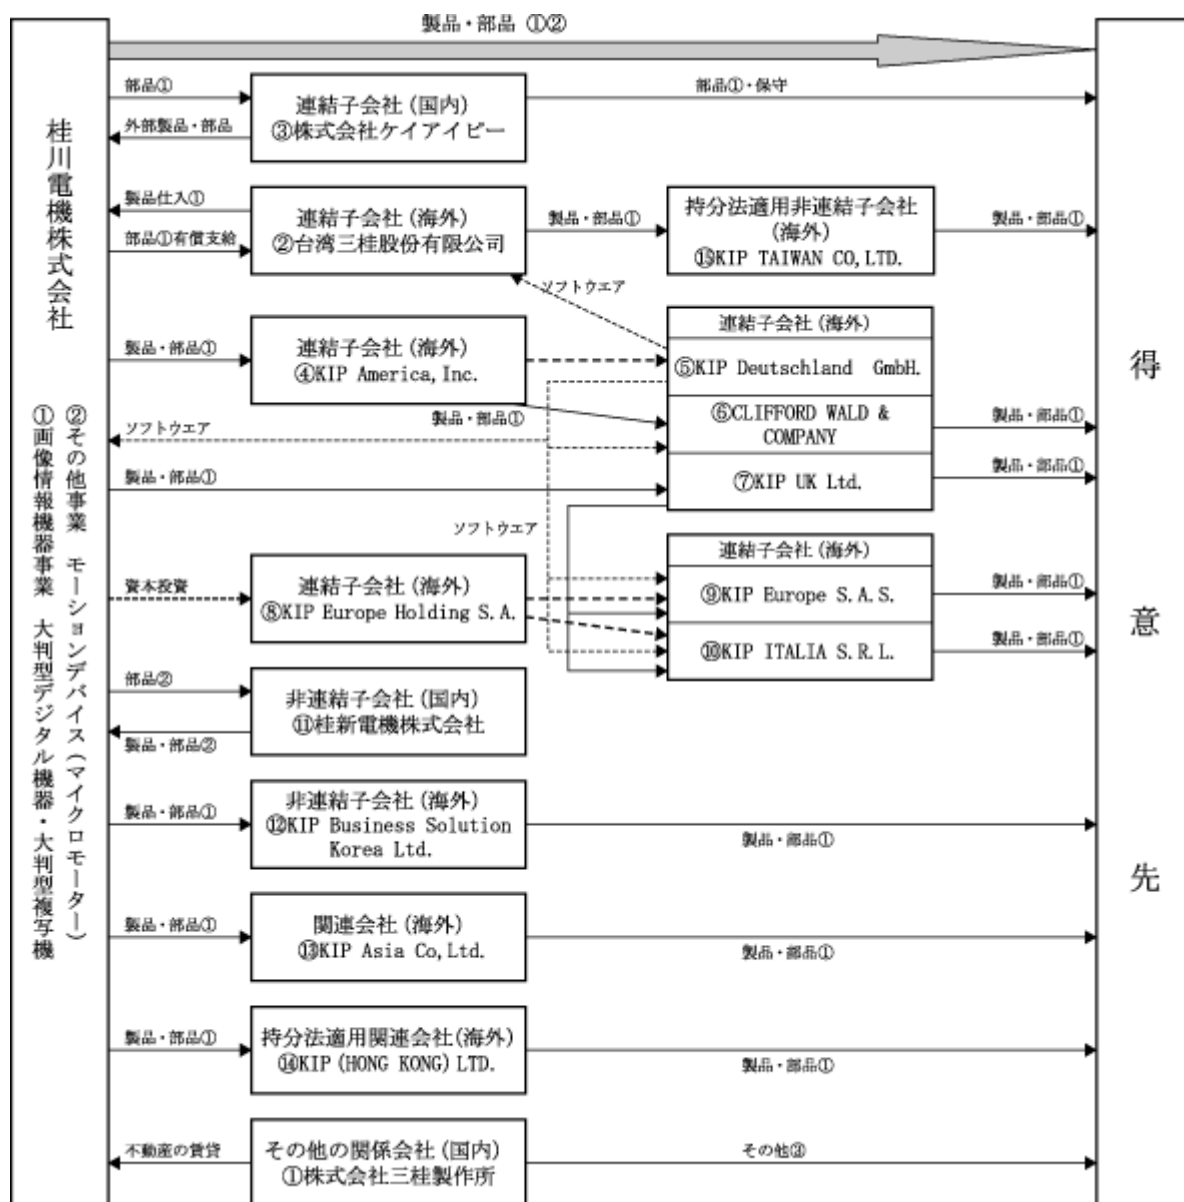 製品・部品 ①②
桂川電機株式会社
②その他事業 モーションデバイス(マイクロモーター)
①画像情報機器事業 大判型デジタル機器・大判型複写機
部品①
外部製品・部品
連結子会社(国内)
③株式会社ケイアイピー
部品①・保守
製品仕入①
部品①有償支給
連結子会社(海外)
②台湾三桂股份有限公司
製品・部品①
持分法適用非連結子会社
(海外)
⑮KIP TAIWAN CO,LTD.
製品・部品①
ソフトウエア
製品・部品①
連結子会社(海外)
④KIP America,Inc.
製品・部品①
連結子会社(海外)
⑤KIP Deutschland GmbH.
⑥CLIFFORD WALD &
COMPANY
⑦KIP UK Ltd.
製品・部品①
製品・部品①
ソフトウエア
製品・部品①
ソフトウエア
資本投資
連結子会社(海外)
⑧KIP Europe Holding S.A.
連結子会社(海外)
⑨KIP Europe S.A.S.
⑩KIP ITALIA S.R.L.
製品・部品①
製品・部品①
部品②
製品・部品②
非連結子会社(国内)
⑪桂新電機株式会社
製品・部品①
非連結子会社(海外)
⑫KIP Business Solution
Korea Ltd.
製品・部品①
製品・部品①
関連会社(海外)
⑬KIP Asia Co,Ltd.
製品・部品①
製品・部品①
持分法適用関連会社(海外)
⑭KIP(HONG KONG)LTD.
製品・部品①
不動産の賃貸
その他の関係会社(国内)
①株式会社三桂製作所
その他③
得意先